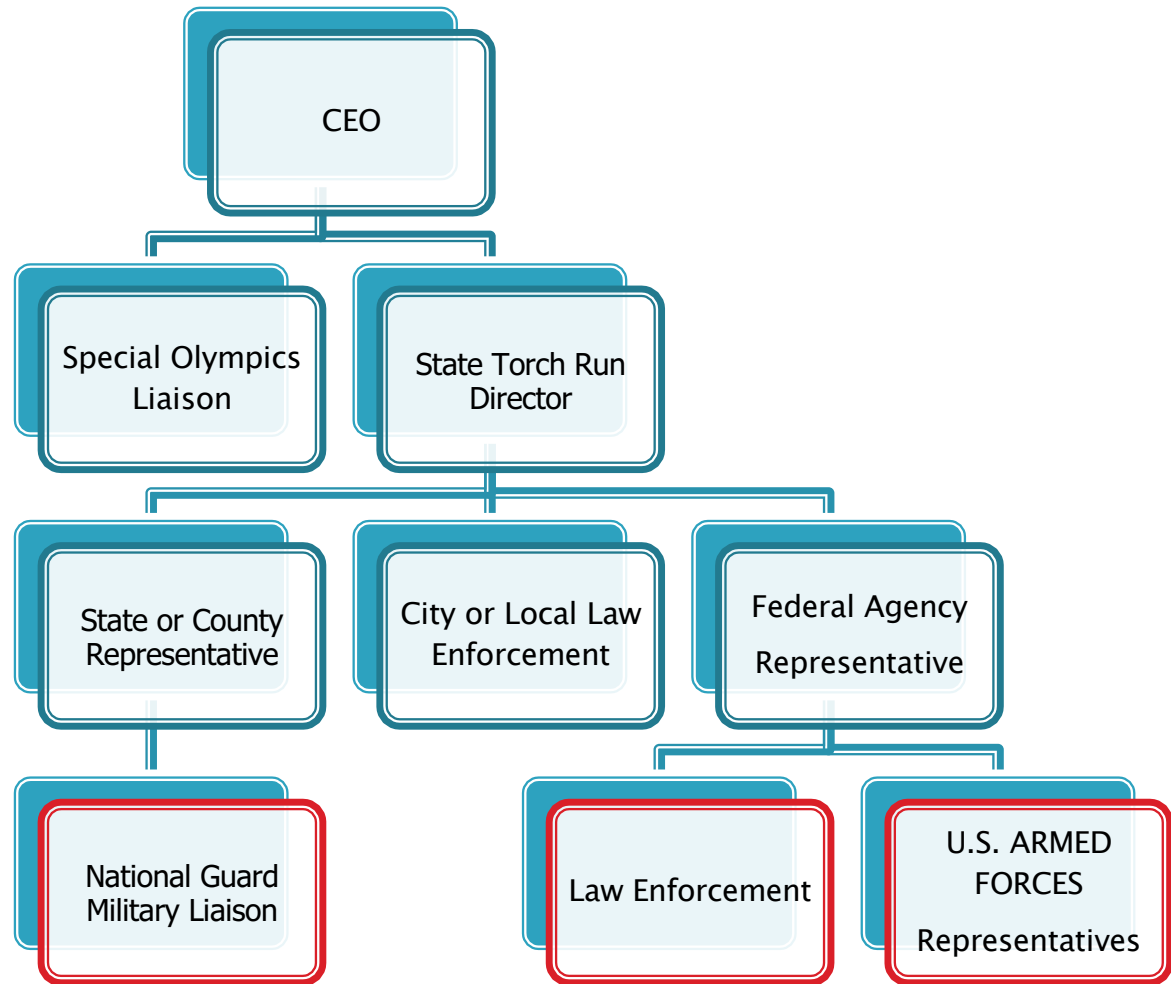 CEO
Special Olympics
Liaison
State Torch Run
Director
State or County
Representative
City or Local Law
Enforcement
Federal Agency
Representative
National Guard
Military Liaison
Law Enforcement
U.S. ARMED
FORCES
Representatives